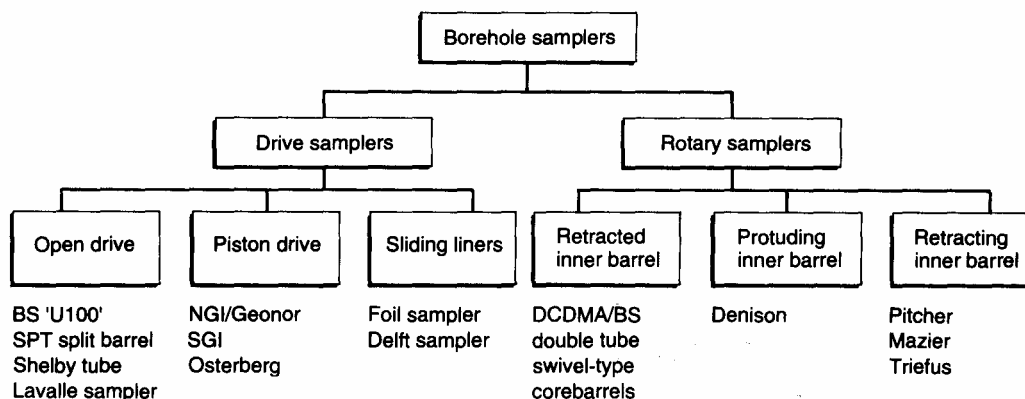 Borehole samplers
Drive samplers
Rotary samplers
Open drive
Piston drive
Sliding liners
Retracted
inner barrel
Protuding
inner barrel
Retracting
inner barrel
BS 'U100'
SPT split barrel
Shelby tube
Lavalle sampler
NGI/Geonor
SGI
Osterberg
Foil sampler
Delft sampler
DCDMA/BS
double tube
swivel-type
corebarrels
Denison
Pitcher
Mazier
Triefus